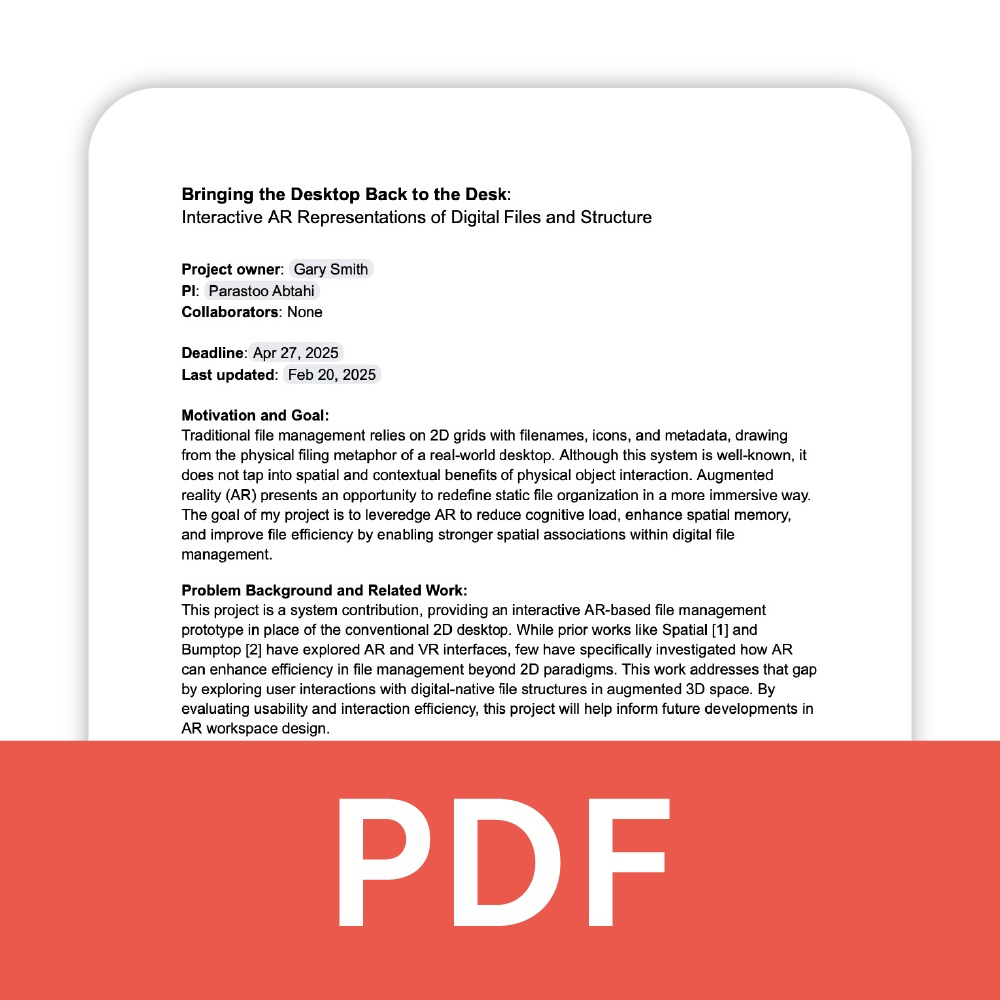 Bringing the Desktop Back to the Desk:
Interactive AR Representations of Digital Files and Structure
Project owner: Gary Smith
PI: Parastoo Abtahi
Collaborators: None
Deadline: Apr 27, 2025
Last updated: Feb 20, 2025
Motivation and Goal:
Traditional file management relies on 2D grids with filenames, icons, and metadata, drawing
from the physical filing metaphor of a real-world desktop. Although this system is well-known, it
does not tap into spatial and contextual benefits of physical object interaction. Augmented
reality (AR) presents an opportunity to redefine static file organization in a more immersive way.
The goal of my project is to leveredge AR to reduce cognitive load, enhance spatial memory,
and improve file efficiency by enabling stronger spatial associations within digital file
management.
Problem Background and Related Work:
This project is a system contribution, providing an interactive AR-based file management
prototype in place of the conventional 2D desktop. While prior works like Spatial [1] and
Bumptop [2] have explored AR and VR interfaces, few have specifically investigated how AR
can enhance efficiency in file management beyond 2D paradigms. This work addresses that gap
by exploring user interactions with digital-native file structures in augmented 3D space. By
evaluating usability and interaction efficiency, this project will help inform future developments in
AR workspace design.
PDF